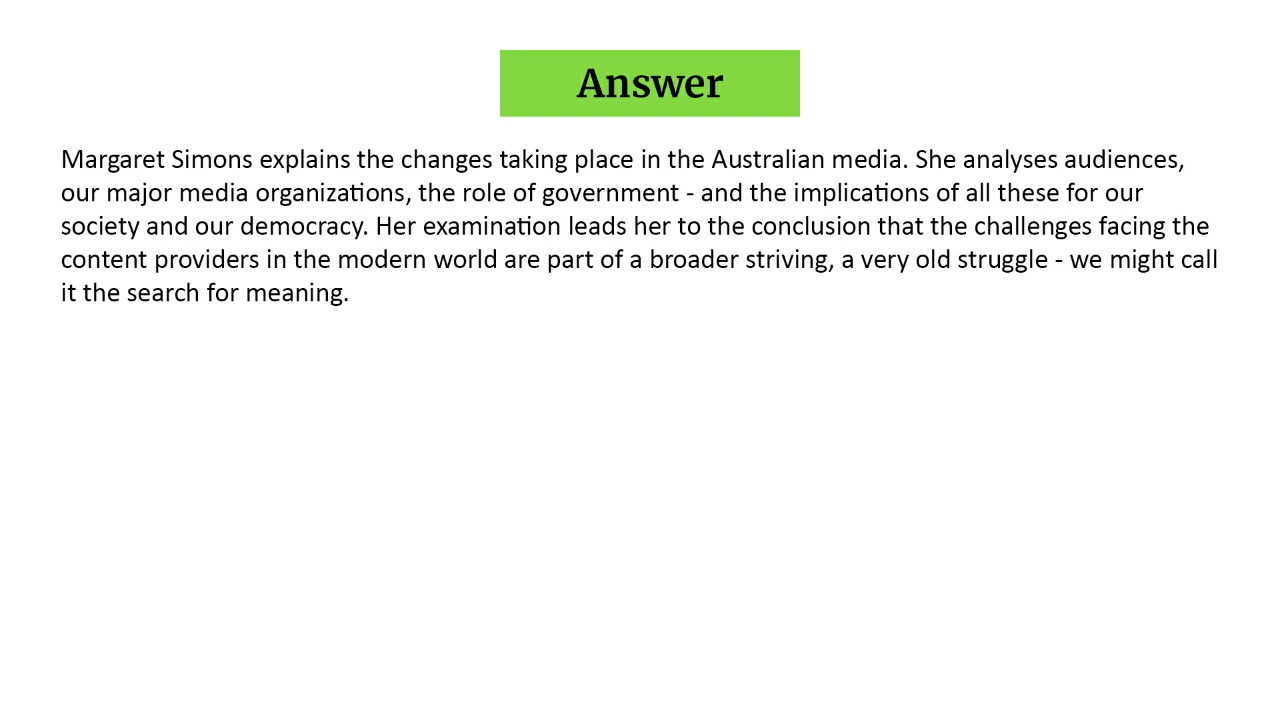 Answer
Margaret Simons explains the changes taking place in the Australian media. She analyses audiences,
our major media organizations, the role of government - and the implications of all these for our
society and our democracy. Her examination leads her to the conclusion that the challenges facing the
content providers in the modern world are part of a broader striving, a very old struggle - we might call
it the search for meaning.